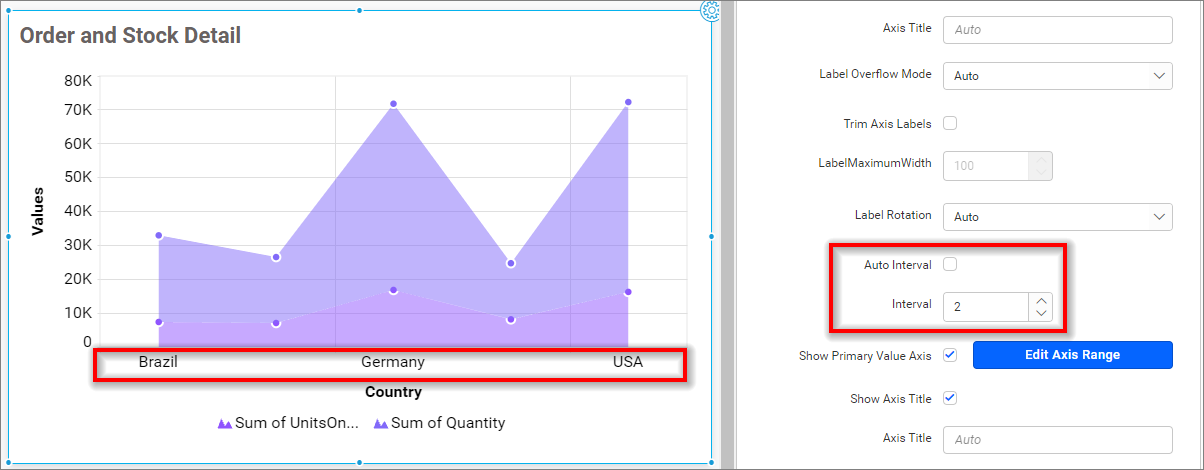 Order and Stock Detail
80K
70K
60K
50K
40K
30K
20K
10K
0
Values
Brazil Germany USA
Country
Sum of UnitsOn... Sum of Quantity
Axis Title Auto
Label Overflow Mode Auto
Trim Axis Labels
LabelMaximumWidth 100
Label Rotation Auto
Auto Interval
Interval 2
Show Primary Value Axis Edit Axis Range
Show Axis Title
Axis Title Auto